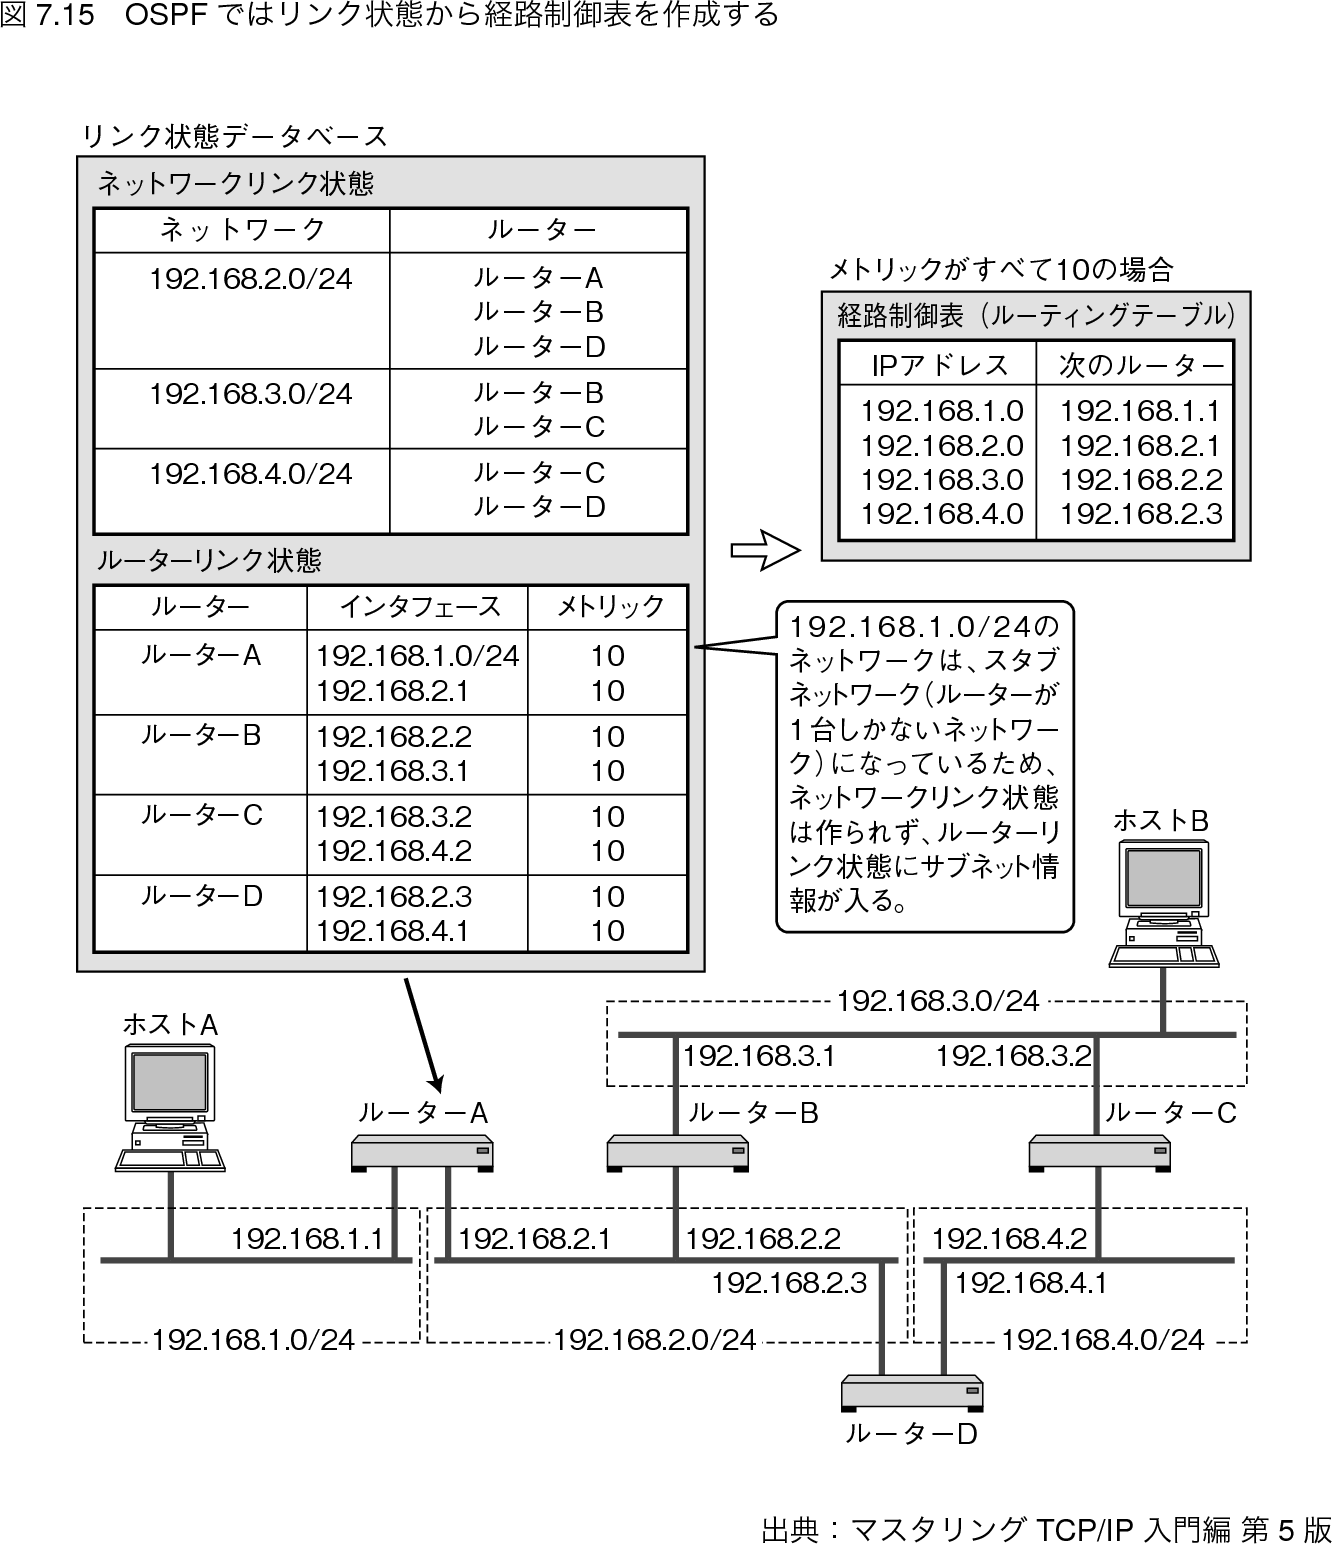 図 7.15　OSPF ではリンク状態から経路制御表を作成する
リンク状態データベース
ネットワークリンク状態
ネットワーク　ルーター
192.168.2.0/24　ルーターA
ルーターB
ルーターD
192.168.3.0/24　ルーターB
ルーターC
192.168.4.0/24　ルーターC
ルーターD
ルーターリンク状態
ルーター　インタフェース　メトリック
ルーターA　192.168.1.0/24　10
192.168.2.1　10
ルーターB　192.168.2.2　10
192.168.3.1　10
ルーターC　192.168.3.2　10
192.168.4.2　10
ルーターD　192.168.2.3　10
192.168.4.1　10
メトリックがすべて10の場合
経路制御表（ルーティングテーブル）
IPアドレス　次のルーター
192.168.1.0　192.168.1.1
192.168.2.0　192.168.2.1
192.168.3.0　192.168.2.2
192.168.4.0　192.168.2.3
192.168.1.0/24の
ネットワークは、スタブ
ネットワーク（ルーターが
1台しかないネットワー
ク）になっているため、
ネットワークリンク状態
は作られず、ルーターリ
ンク状態にサブネット情
報が入る。
ホストB
192.168.3.0/24
192.168.3.1　192.168.3.2
ホストA
ルーターA　ルーターB　ルーターC
192.168.1.1　192.168.2.1　192.168.2.2　192.168.4.2
192.168.2.3　192.168.4.1
192.168.1.0/24　192.168.2.0/24　192.168.4.0/24
ルーターD
出典：マスタリング TCP/IP 入門編 第 5 版